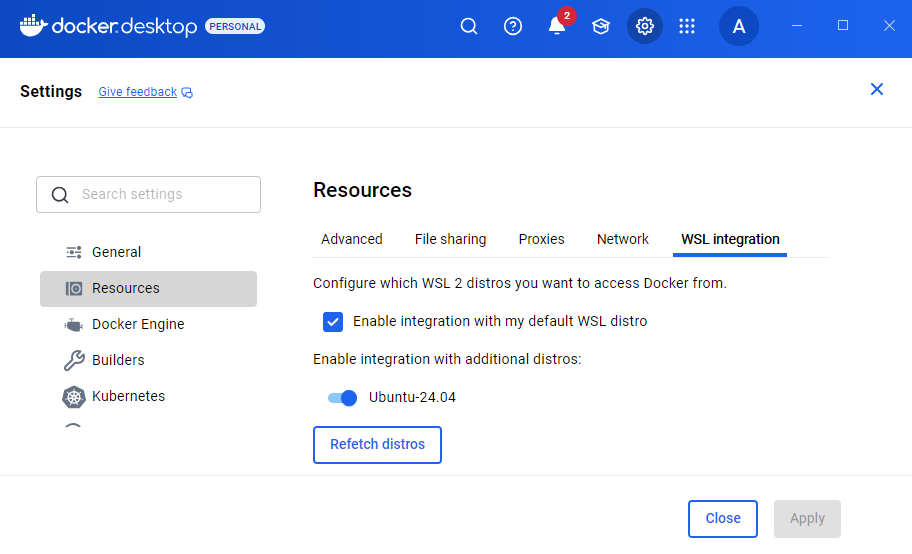 docker.desktop PERSONAL
2
A
Settings Give feedback
Search settings
General
Resources
Docker Engine
Builders
Kubernetes
Resources
Advanced File sharing Proxies Network WSL integration
Configure which WSL 2 distros you want to access Docker from.
Enable integration with my default WSL distro
Enable integration with additional distros:
Ubuntu-24.04
Refetch distros
Close Apply